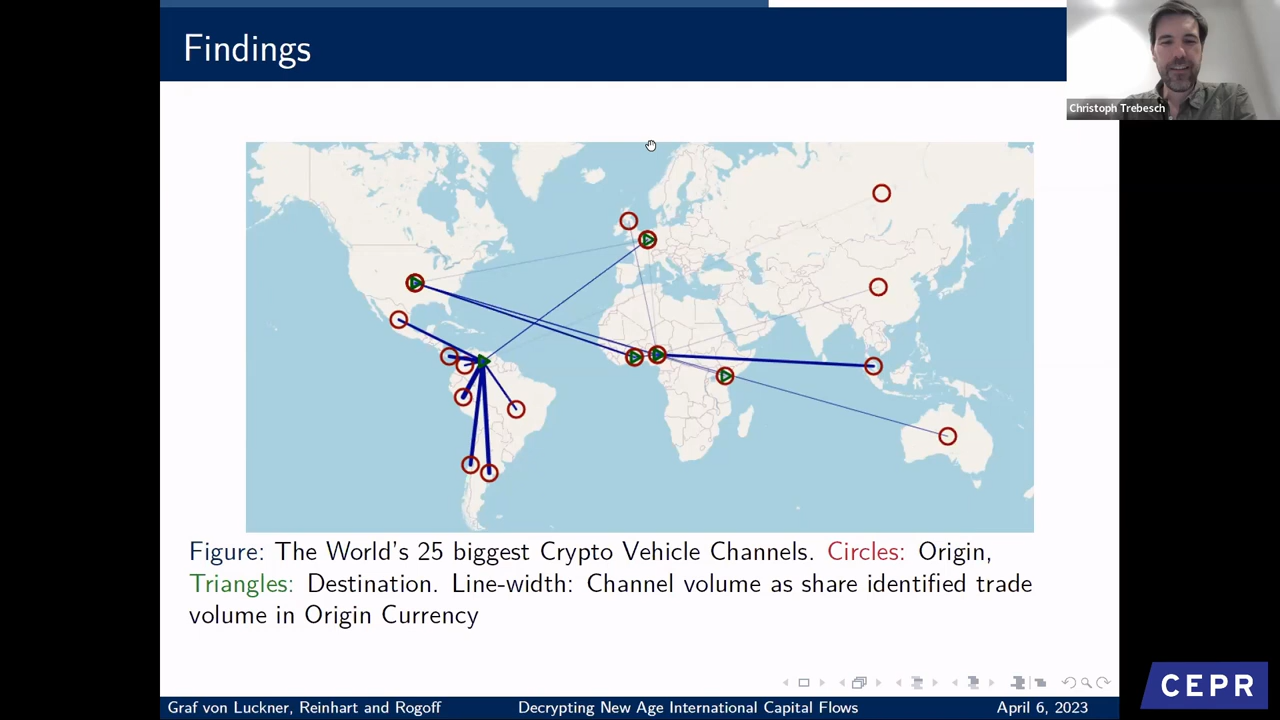 Findings
Christoph Trebesch
Figure: The World's 25 biggest Crypto Vehicle Channels. Circles: Origin,
Triangles: Destination. Line-width: Channel volume as share identified trade
volume in Origin Currency
CEPR
Graf von Luckner, Reinhart and Rogoff
Decrypting New Age International Capital Flows
April 6, 2023